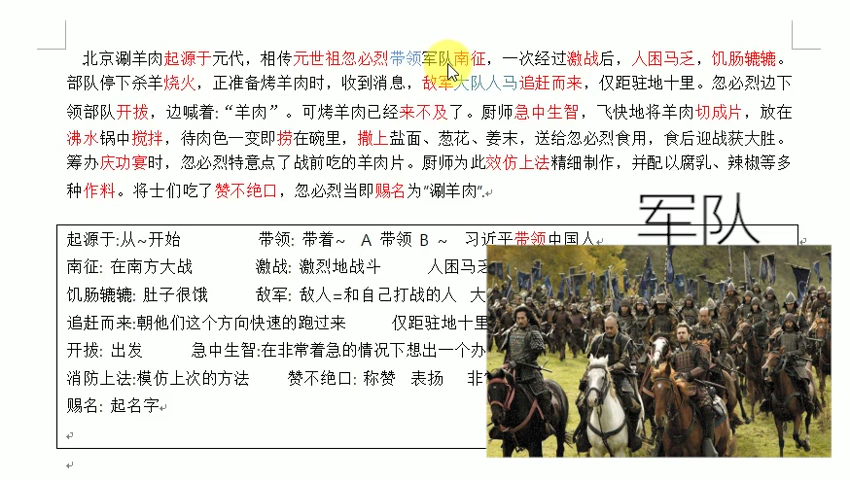 北京涮羊肉起源于元代，相传元世祖忽必烈带领军队南征，一次经过激战后，人困马乏，饥肠辘辘。
部队停下杀羊烧火，正准备烤羊肉时，收到消息，敌军大队人马追赶而来，仅距驻地十里。忽必烈边下
领部队开拔，边喊着:“羊肉”。可烤羊肉已经来不及了。厨师急中生智，飞快地将羊肉切成片，放在
沸水锅中搅拌，待肉色一变即捞在碗里，撒上盐面、葱花、姜末，送给忽必烈食用，食后迎战获大胜。
筹办庆功宴时，忽必烈特意点了战前吃的羊肉片。厨师为此效仿上法精细制作，并配以腐乳、辣椒等多
种作料。将士们吃了赞不绝口，忽必烈当即赐名为“涮羊肉”.
军队
起源于:从~开始 带领: 带着~ A 带领 B ~ 习近平带领中国人
南征: 在南方大战 激战: 激烈地战斗 人困马乏
饥肠辘辘: 肚子很饿 敌军: 敌人=和自己打战的人 大
追赶而来:朝他们这个方向快速的跑过来 仅距驻地十里
开拔: 出发 急中生智:在非常着急的情况下想出一个办
消防上法:模仿上次的方法 赞不绝口: 称赞 表扬 非
赐名: 起名字